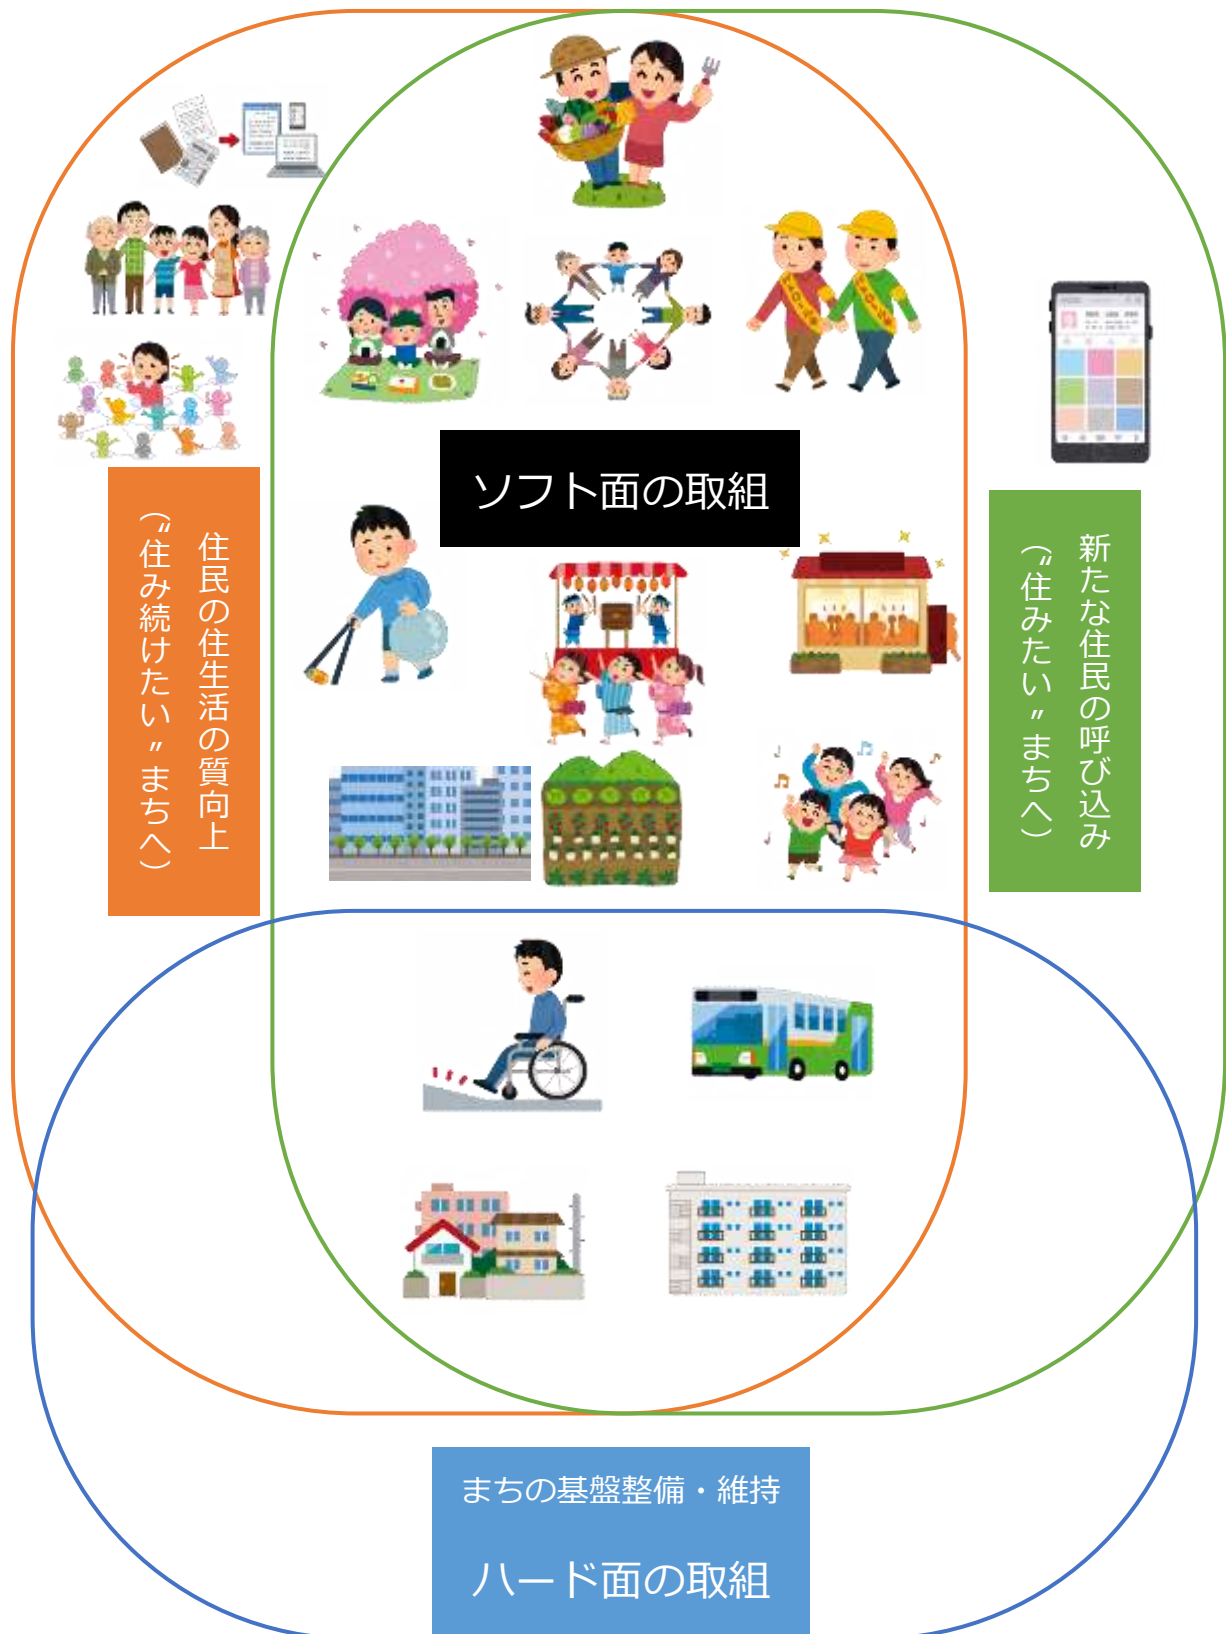 ソフト面の取組
住民の住生活の質向上
（“住み続けたい”まちへ）
新たな住民の呼び込み
（“住みたい”まちへ）
まちの基盤整備・維持
ハード面の取組